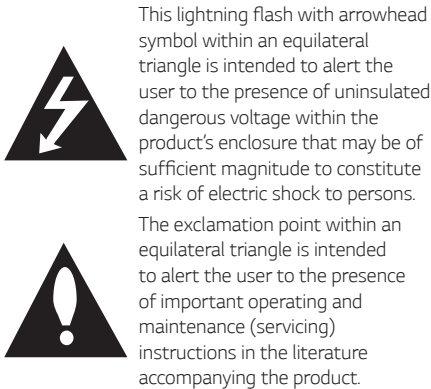 This lightning flash with arrowhead
symbol within an equilateral
triangle is intended to alert the
user to the presence of uninsulated
dangerous voltage within the
product's enclosure that may be of
sufficient magnitude to constitute
a risk of electric shock to persons.
The exclamation point within an
equilateral triangle is intended
to alert the user to the presence
of important operating and
maintenance (servicing)
instructions in the literature
accompanying the product.